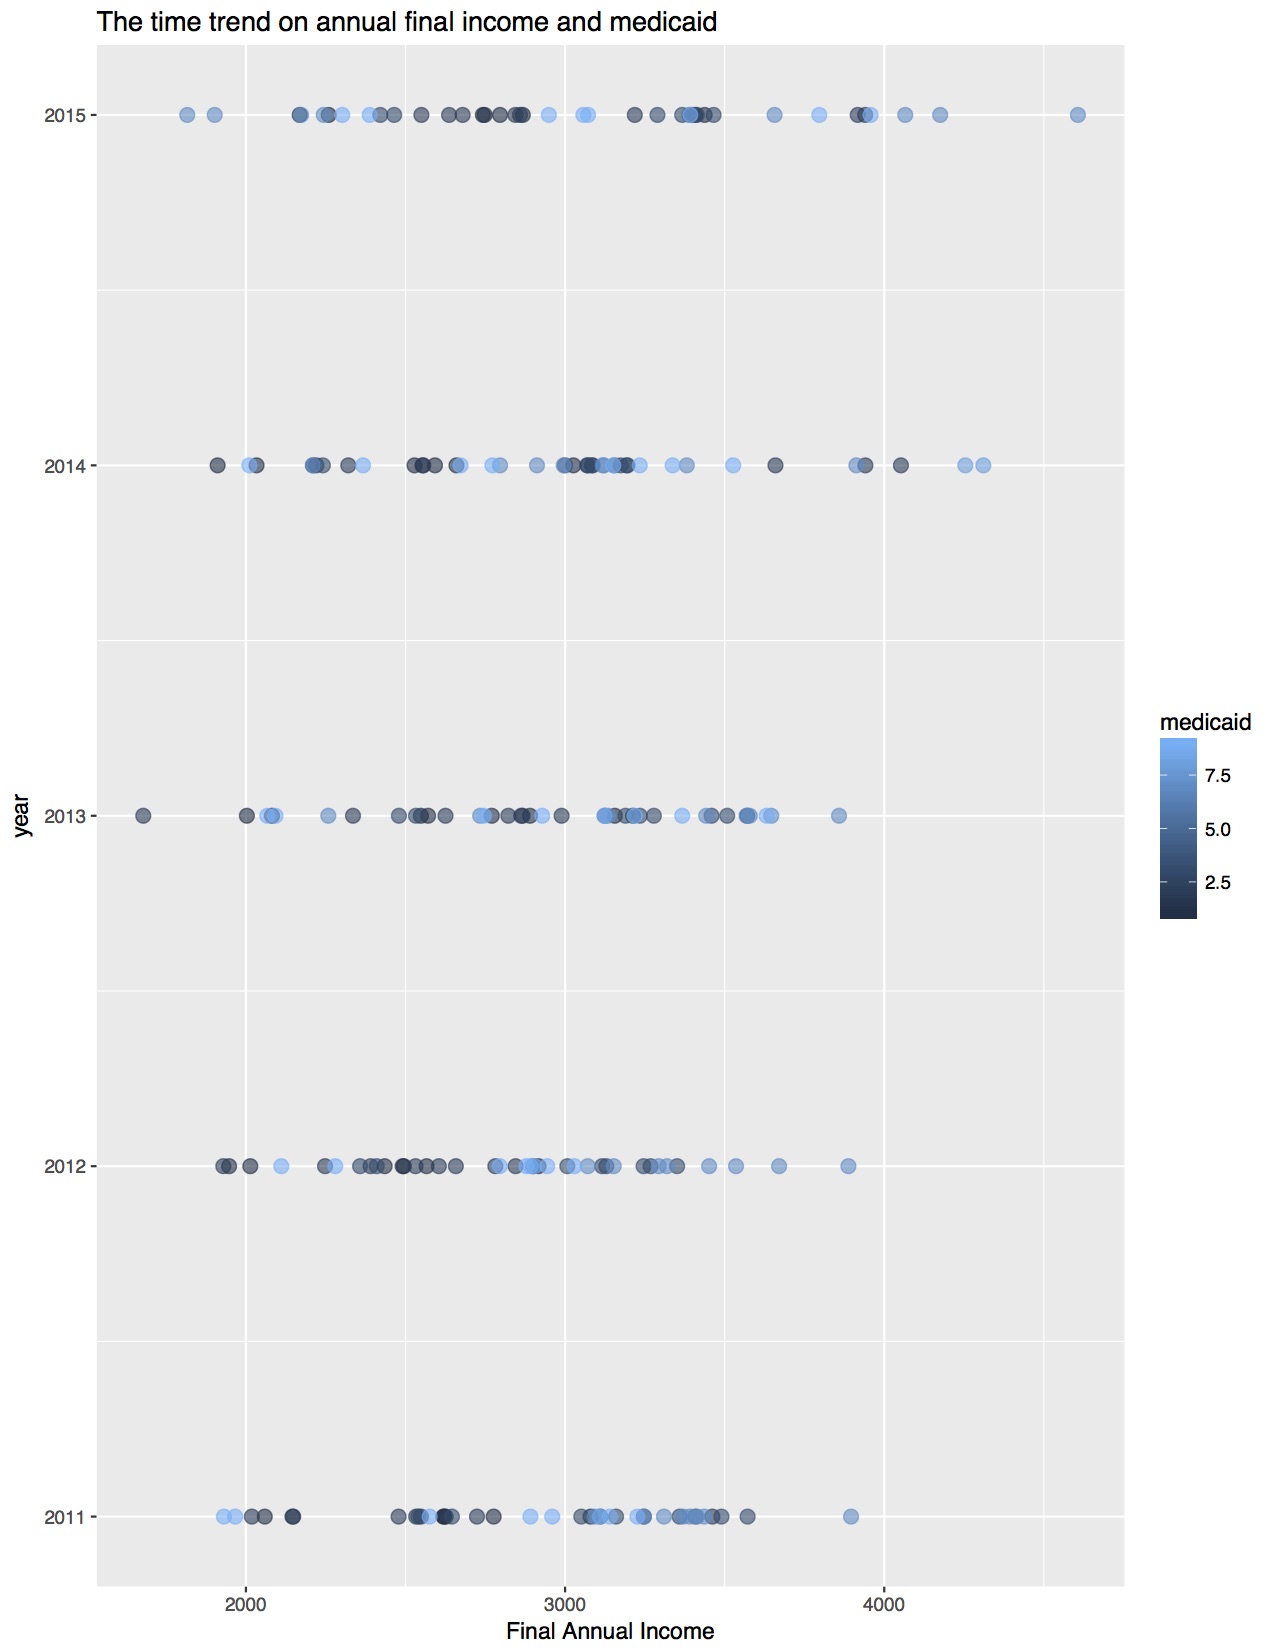 The time trend on annual final income and medicaid
2015
2014
2013
2012
2011
year
2000
3000
4000
Final Annual Income
medicaid
7.5
5.0
2.5